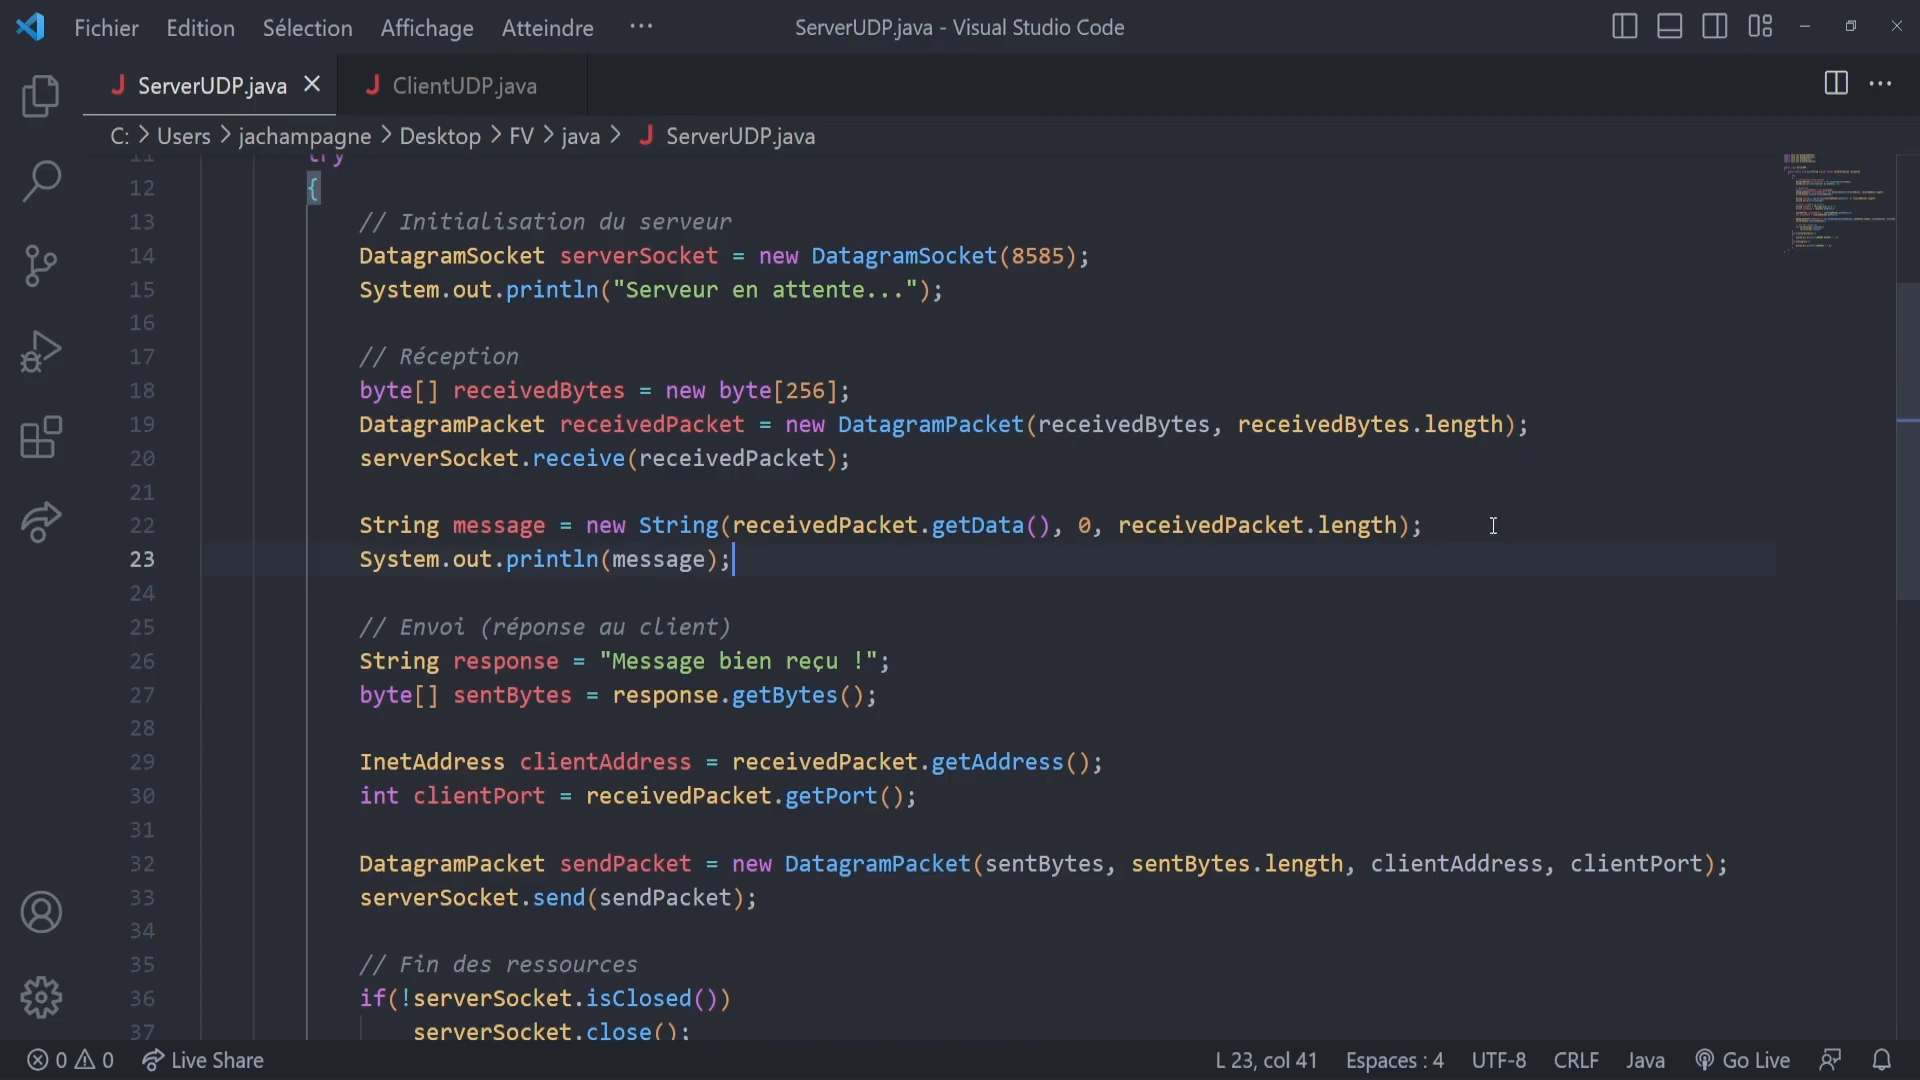 Fichier Edition Sélection Affichage Atteindre ··· ServerUDP.java - Visual Studio Code
ServerUDP.java ClientUDP.java
C: > Users > jachampagne > Desktop > FV > java > ServerUDP.java
11 try
12 {
13 // Initialisation du serveur
14 DatagramSocket serverSocket = new DatagramSocket(8585);
15 System.out.println("Serveur en attente...");
16
17 // Réception
18 byte[] receivedBytes = new byte[256];
19 DatagramPacket receivedPacket = new DatagramPacket(receivedBytes, receivedBytes.length);
20 serverSocket.receive(receivedPacket);
21
22 String message = new String(receivedPacket.getData(), 0, receivedPacket.length);
23 System.out.println(message);
24
25 // Envoi (réponse au client)
26 String response = "Message bien reçu !";
27 byte[] sentBytes = response.getBytes();
28
29 InetAddress clientAddress = receivedPacket.getAddress();
30 int clientPort = receivedPacket.getPort();
31
32 DatagramPacket sendPacket = new DatagramPacket(sentBytes, sentBytes.length, clientAddress, clientPort);
33 serverSocket.send(sendPacket);
34
35 // Fin des ressources
36 if(!serverSocket.isClosed())
37 serverSocket.close();
0 0 Live Share L 23, col 41 Espaces : 4 UTF-8 CRLF Java Go Live